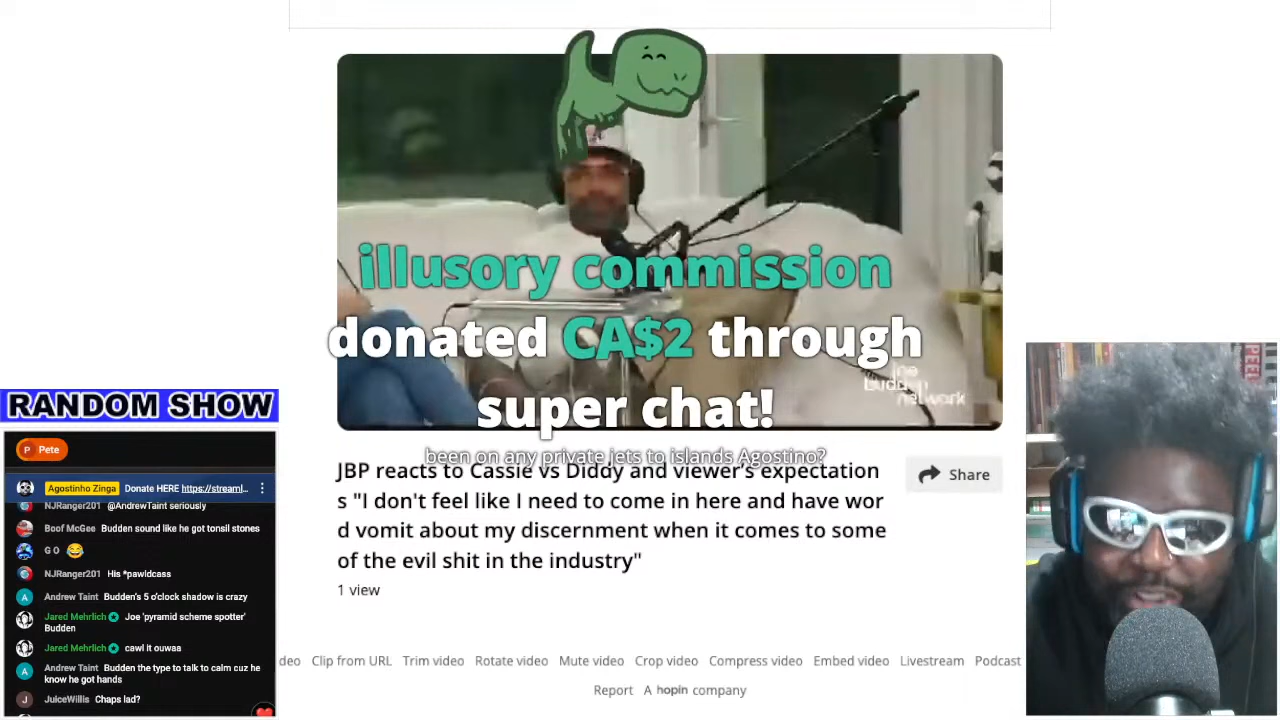 illusory commission
donated CA$2 through
super chat!
been on any private jets to islands Agostino?
Joe
budden
network
JBP reacts to Cassie vs Diddy and viewer's expectation
s "I don't feel like I need to come in here and have wor
d vomit about my discernment when it comes to some
of the evil shit in the industry"
1 view
Share
RANDOM SHOW
P Pete
Agostinho Zinga Donate HERE https://streaml...
NJRanger201 @AndrewTaint seriously
Boof McGee Budden sound like he got tonsil stones
G O 😂
NJRanger201 His *pawldcass
A Andrew Taint Budden's 5 o'clock shadow is crazy
Jared Mehrlich Joe 'pyramid scheme spotter'
Budden
Jared Mehrlich cawl it ouwaa
A Andrew Taint Budden the type to talk to calm cuz he
know he got hands
J JuiceWillis Chaps lad?
deo Clip from URL Trim video Rotate video Mute video Crop video Compress video Embed video Livestream Podcast
Report A hopin company